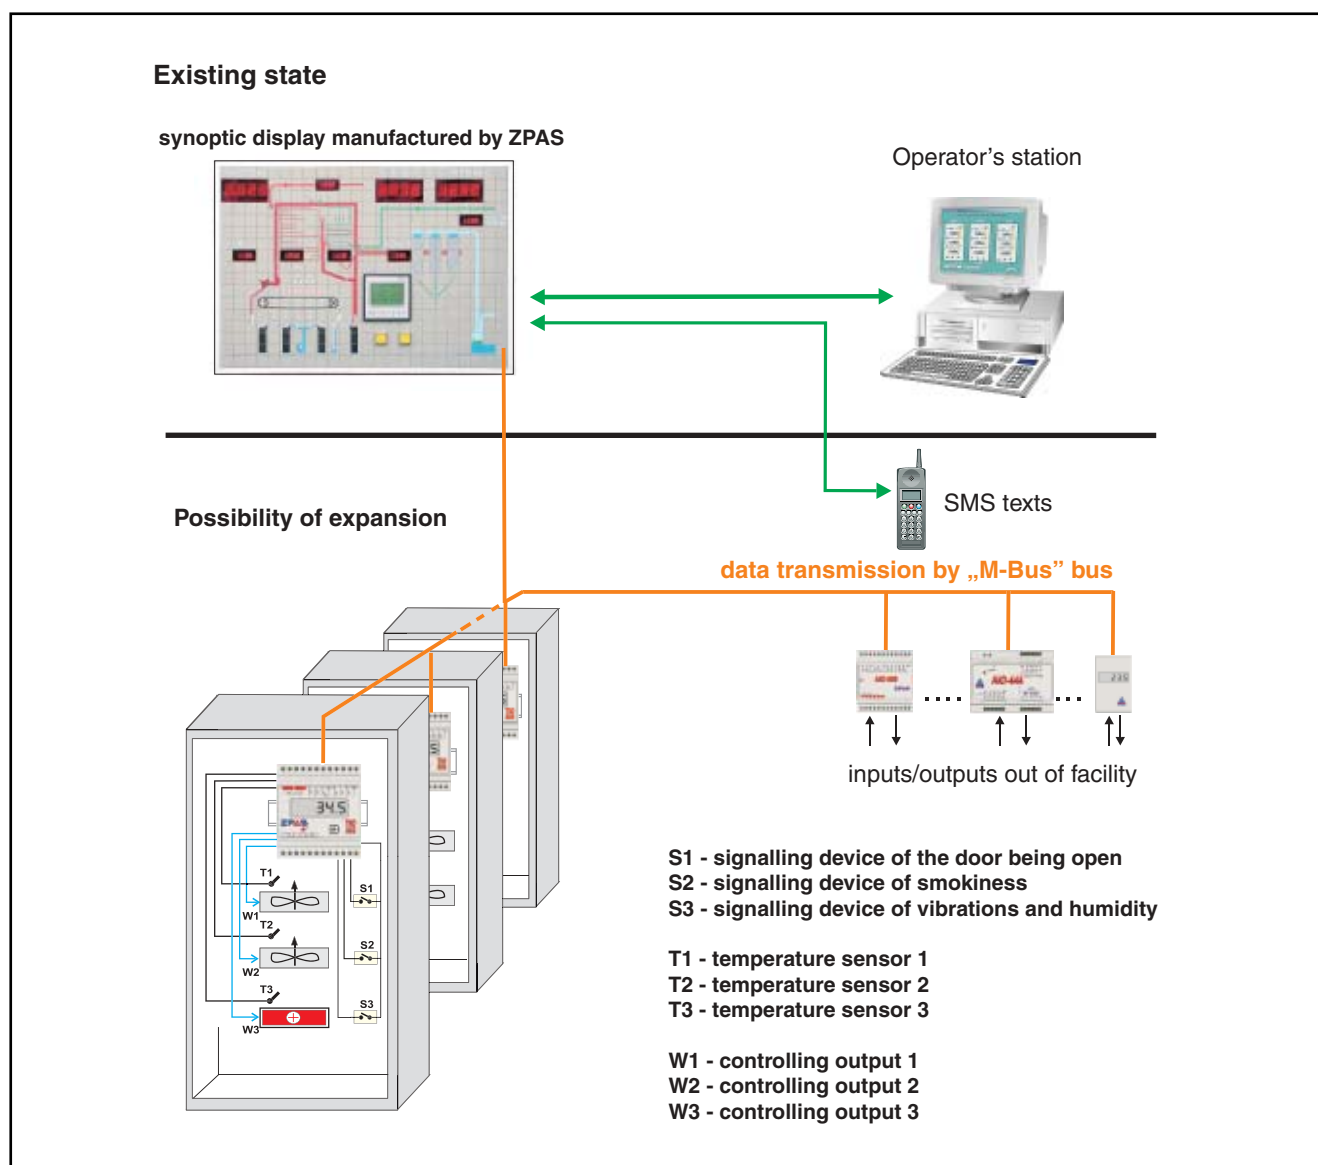 Existing state
synoptic display manufactured by ZPAS
Operator's station
SMS texts
Possibility of expansion
data transmission by „M-Bus” bus
inputs/outputs out of facility
34.5
ZPAS
T1
W1
T2
W2
T3
W3
S1
S2
S3
S1 - signalling device of the door being open
S2 - signalling device of smokiness
S3 - signalling device of vibrations and humidity
T1 - temperature sensor 1
T2 - temperature sensor 2
T3 - temperature sensor 3
W1 - controlling output 1
W2 - controlling output 2
W3 - controlling output 3